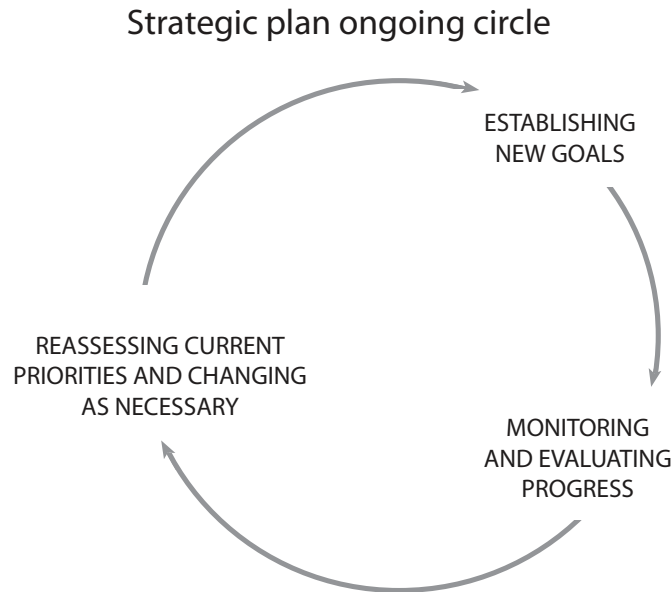 Strategic plan ongoing circle
ESTABLISHING
NEW GOALS
MONITORING
AND EVALUATING
PROGRESS
REASSESSING CURRENT
PRIORITIES AND CHANGING
AS NECESSARY